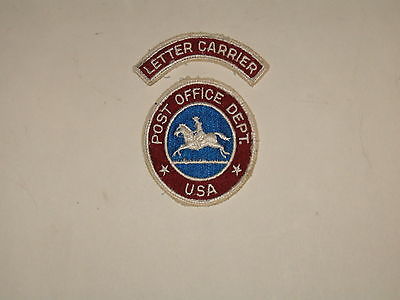 LETTER CARRIER
POST OFFICE DEPT.
USA